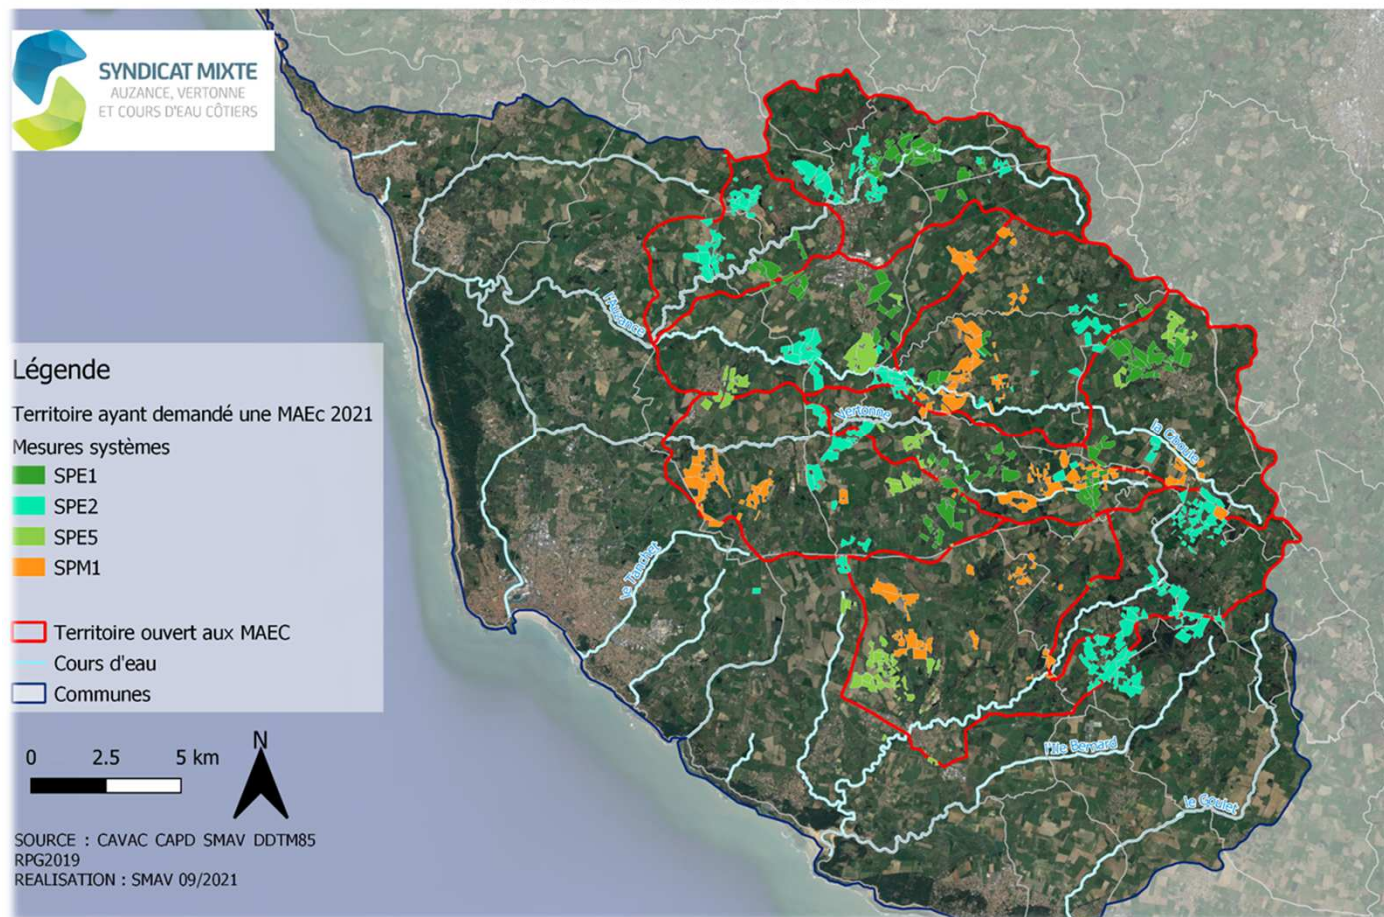 SYNDICAT MIXTE
AUZANCE, VERTONNE
ET COURS D'EAU CÔTIERS
l'Auzance
Vertonne
la Ciboule
le Tanchet
l'Ile Bernard
le Goulet
Légende
Territoire ayant demandé une MAEc 2021
Mesures systèmes
SPE1
SPE2
SPE5
SPM1
Territoire ouvert aux MAEC
Cours d'eau
Communes
0 2.5 5 km
N
SOURCE : CAVAC CAPD SMAV DDTM85
RPG2019
REALISATION : SMAV 09/2021